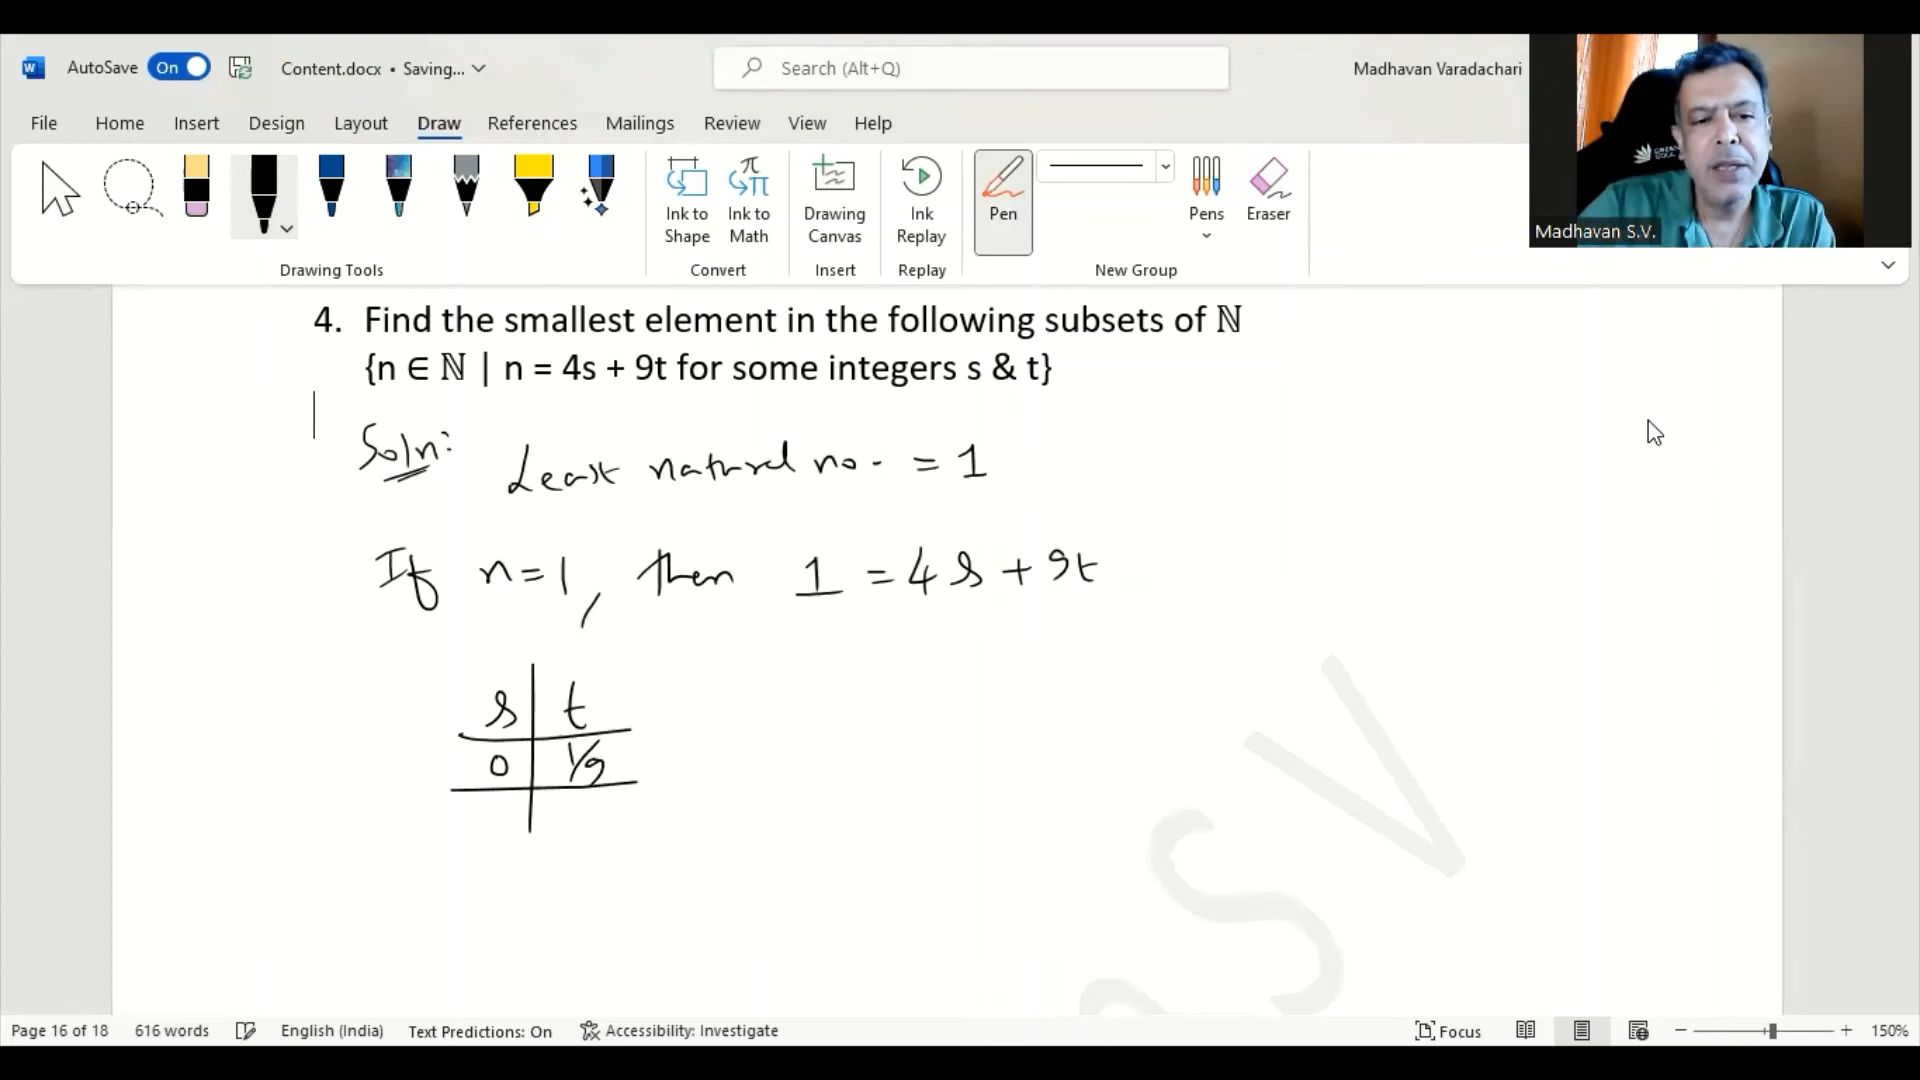 AutoSave On Content.docx • Saving... Search (Alt+Q) Madhavan Varadachari
File Home Insert Design Layout Draw References Mailings Review View Help
Ink to Shape Ink to Math Drawing Canvas Ink Replay Pen Pens Eraser
Drawing Tools Convert Insert Replay New Group
Madhavan S.V.
4. Find the smallest element in the following subsets of ℕ
{n ∈ ℕ | n = 4s + 9t for some integers s & t}
Soln: Least natural no. = 1
If n=1, then 1 = 4s + 9t
s t
0 1/9
SV
Page 16 of 18 616 words English (India) Text Predictions: On Accessibility: Investigate Focus 150%